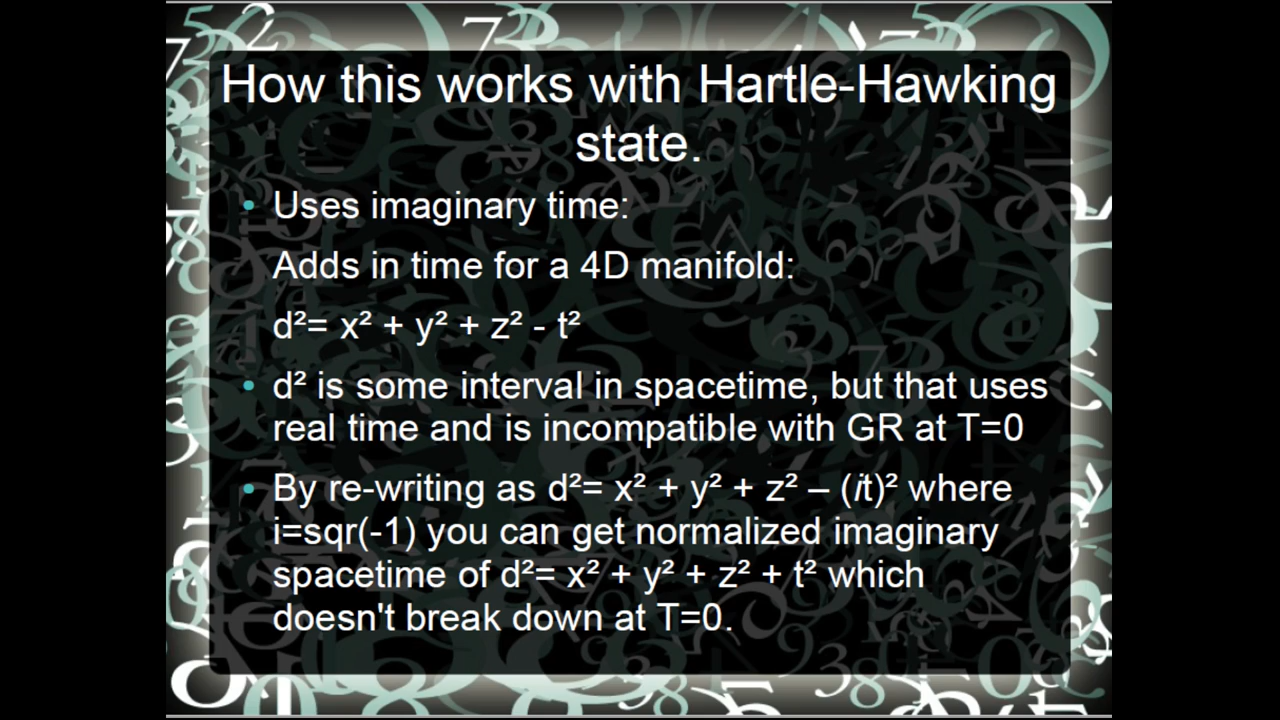 How this works with Hartle-Hawking
state.
Uses imaginary time:
Adds in time for a 4D manifold:
d²= x² + y² + z² - t²
d² is some interval in spacetime, but that uses
real time and is incompatible with GR at T=0
By re-writing as d²= x² + y² + z² – (it)² where
i=sqr(-1) you can get normalized imaginary
spacetime of d²= x² + y² + z² + t² which
doesn't break down at T=0.